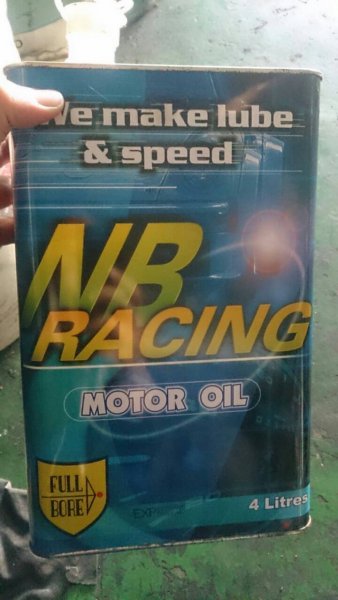 We make lube
& speed
NB
RACING
MOTOR OIL
FULL
BORE
4 Litres